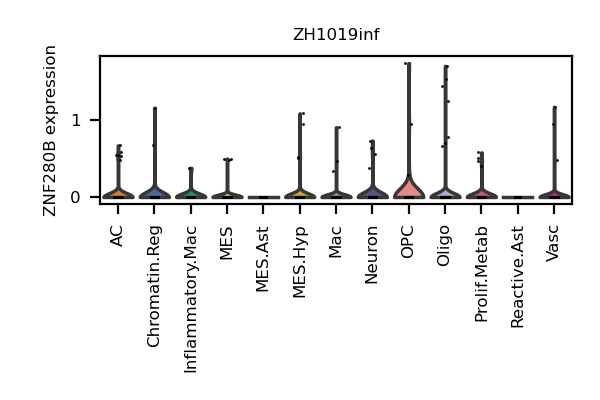 ZH1019inf
ZNF280B expression
1
0
AC
Chromatin.Reg
Inflammatory.Mac
MES
MES.Ast
MES.Hyp
Mac
Neuron
OPC
Oligo
Prolif.Metab
Reactive.Ast
Vasc